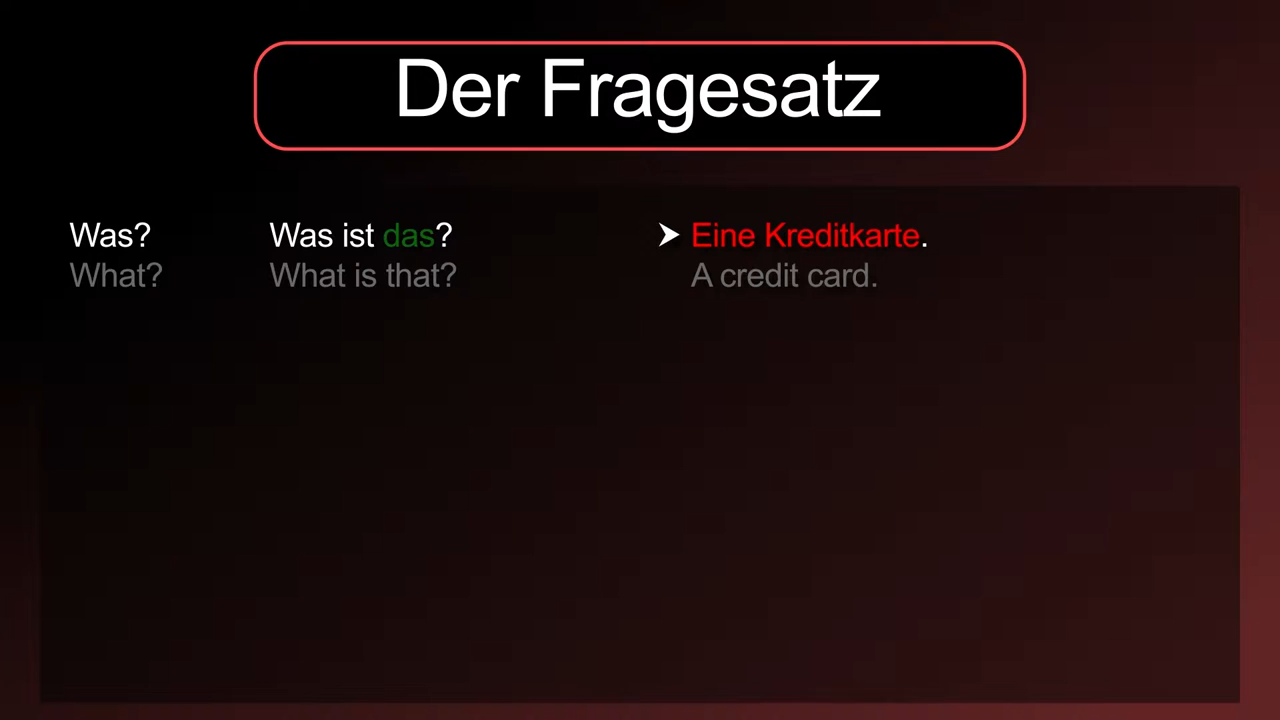 Der Fragesatz
Was? Was ist das? ➤ Eine Kreditkarte.
What? What is that? A credit card.